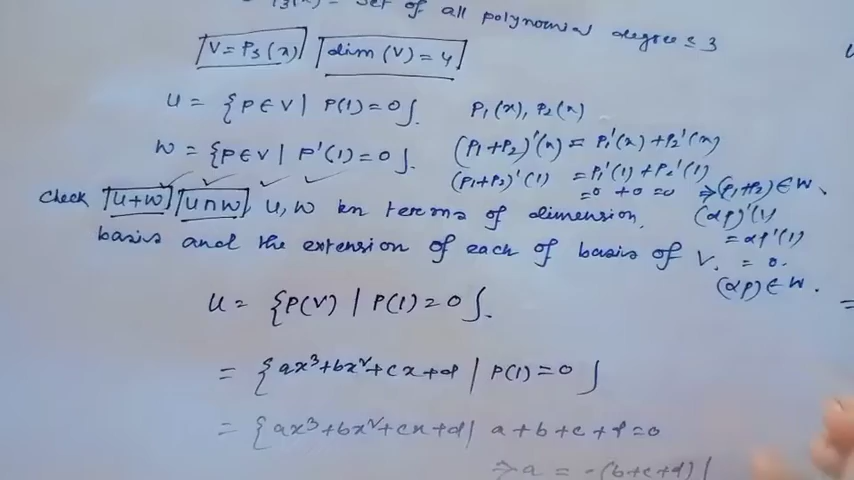 P3(x) = set of all polynomial degree ≤ 3
V = P3(x) dim (V) = 4
U = {P ∈ V | P(1) = 0}. P1(x), P2(x)
W = {P ∈ V | P'(1) = 0}. (P1+P2)'(x) = P1'(x) + P2'(x)
(P1+P2)'(1) = P1'(1) + P2'(1)
= 0 + 0 = 0 ⇒ (P1+P2) ∈ W
Check U+W U∩W, U, W in terms of dimension,
(αP)'(1)
= αP'(1)
basis and the extension of each of basis of V.
= 0.
(αP) ∈ W.
U = {P(V) | P(1) = 0}.
= {ax³+bx²+cx+d | P(1) = 0}
= {ax³+bx²+cx+d | a+b+c+d = 0
⇒ a = -(b+c+d)}